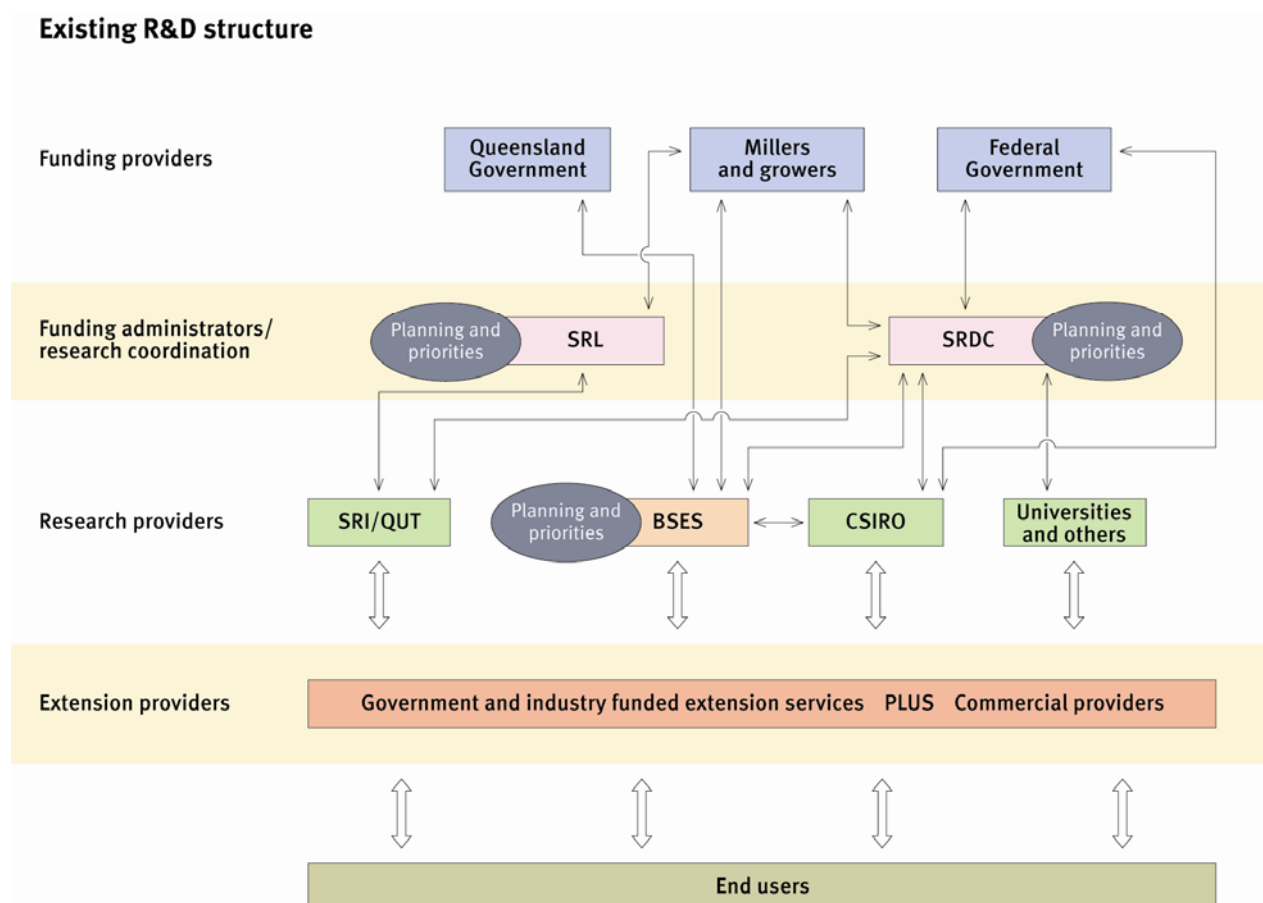 Existing R&D structure
Funding providers
Queensland
Government
Millers
and growers
Federal
Government
Funding administrators/
research coordination
Planning and
priorities
SRL
SRDC
Planning and
priorities
Research providers
SRI/QUT
Planning and
priorities
BSES
CSIRO
Universities
and others
Extension providers
Government and industry funded extension services PLUS Commercial providers
End users